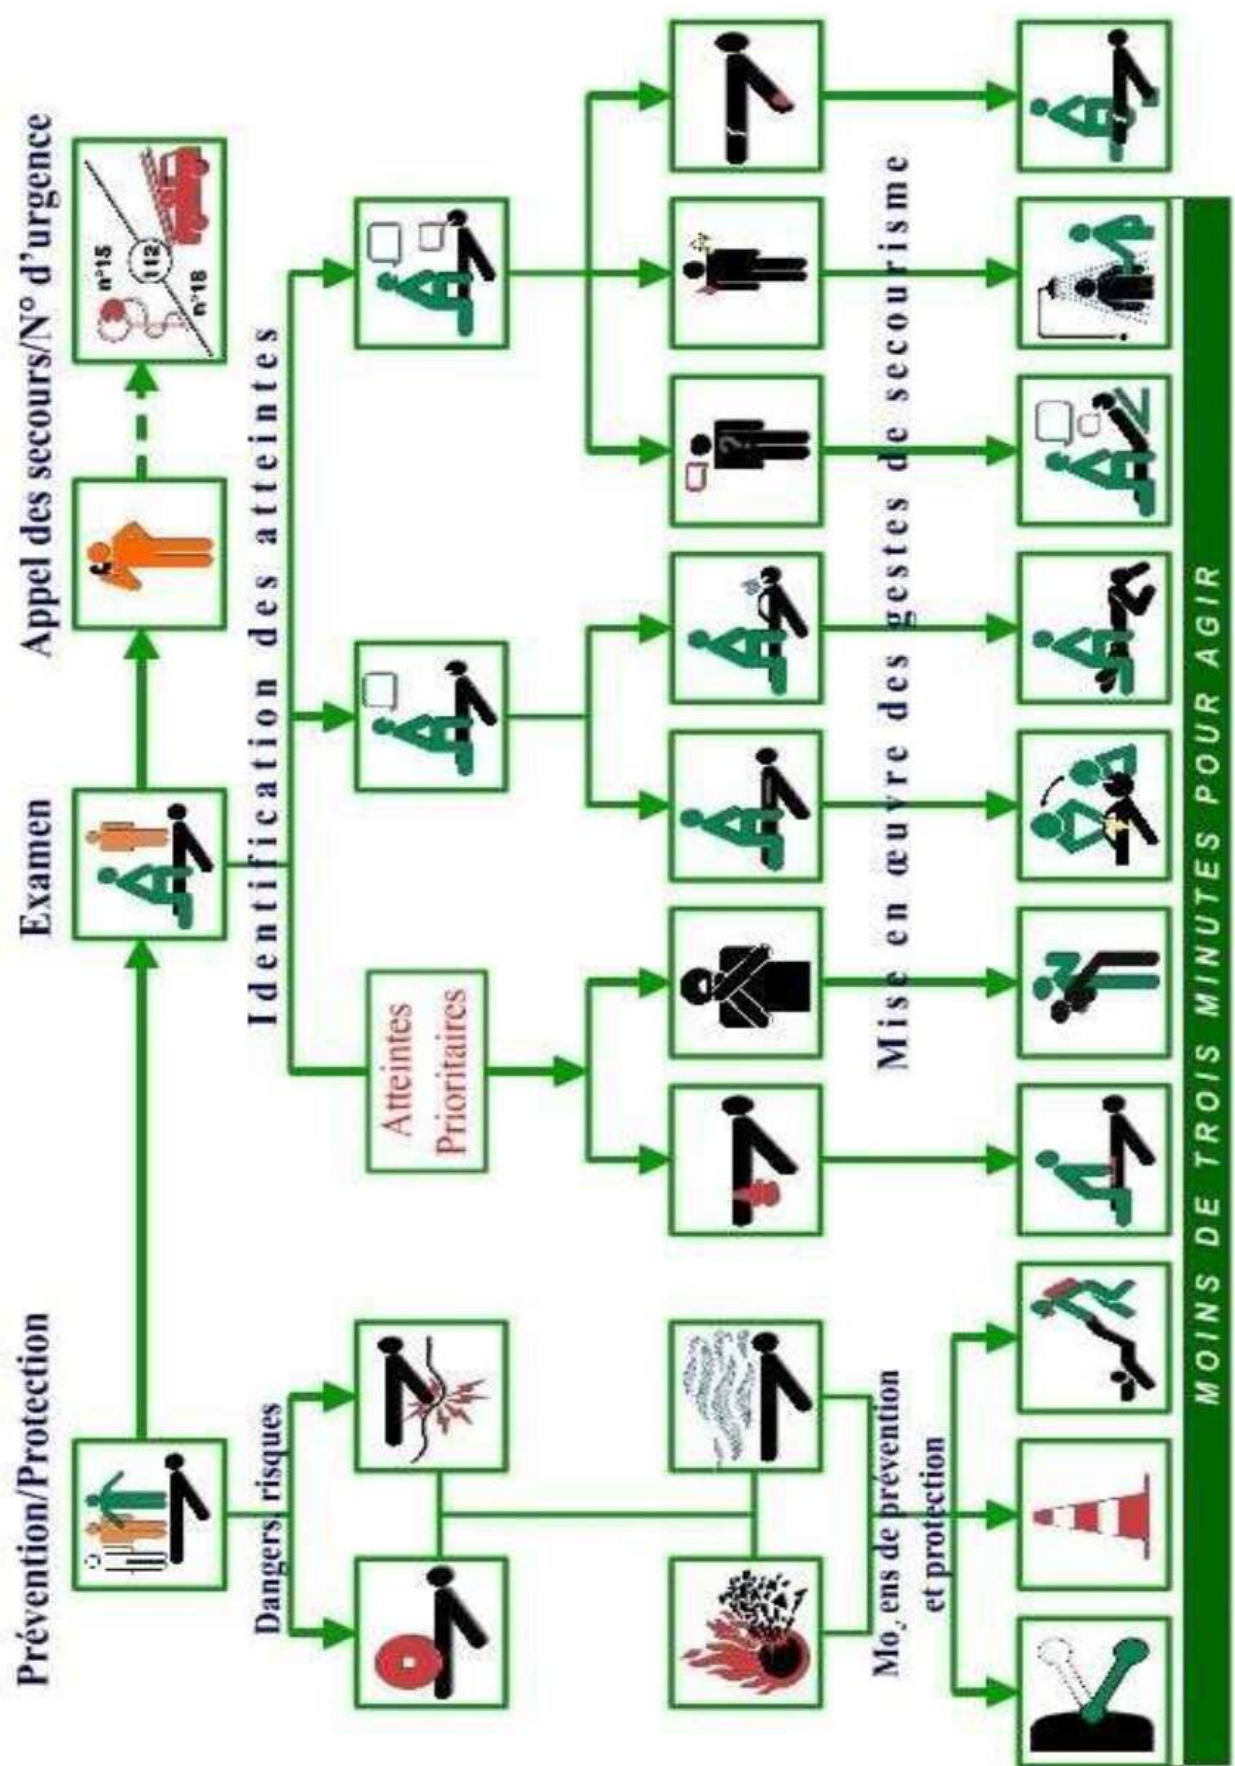 Prévention/Protection
Examen
Appel des secours/N° d'urgence
n°15
112
n°18
Identification des atteintes
Dangers, risques
Atteintes
Prioritaires
?
Mise en œuvre des gestes de secourisme
Mo,ens de prévention
et protection
MOINS DE TROIS MINUTES POUR AGIR